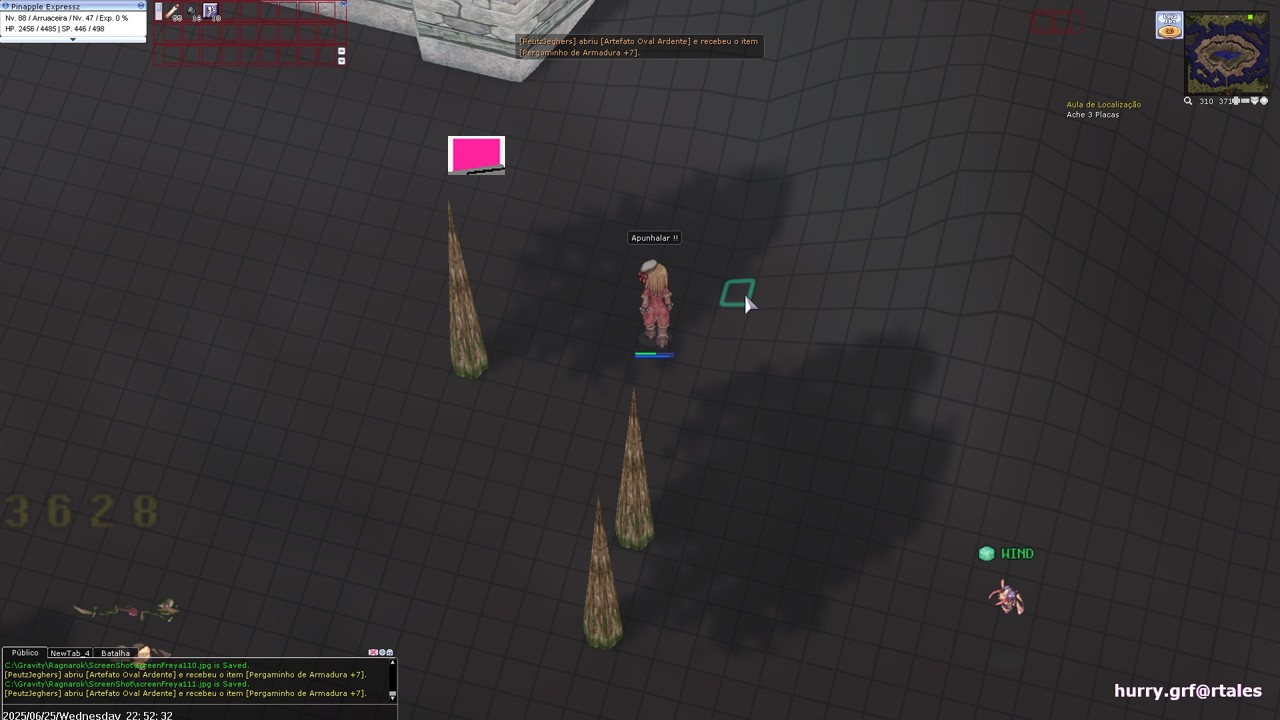 Pinapple Expressz
Nv. 88 / Arruaceira / Nv. 47 / Exp. 0 %
HP. 2456 / 4485 | SP. 446 / 498
[PeutzJeghers] abriu [Artefato Oval Ardente] e recebeu o item
[Pergaminho de Armadura +7].
310 371
Aula de Localização
Ache 3 Placas
Apunhalar !!
3628
WIND
Público NewTab_4 Batalha
C:\Gravity\Ragnarok\ScreenShot\screenFreya110.jpg is Saved.
[PeutzJeghers] abriu [Artefato Oval Ardente] e recebeu o item [Pergaminho de Armadura +7].
C:\Gravity\Ragnarok\ScreenShot\screenFreya111.jpg is Saved.
[PeutzJeghers] abriu [Artefato Oval Ardente] e recebeu o item [Pergaminho de Armadura +7].
2025/06/25/Wednesday 22:52:32
hurry.grf@rtales